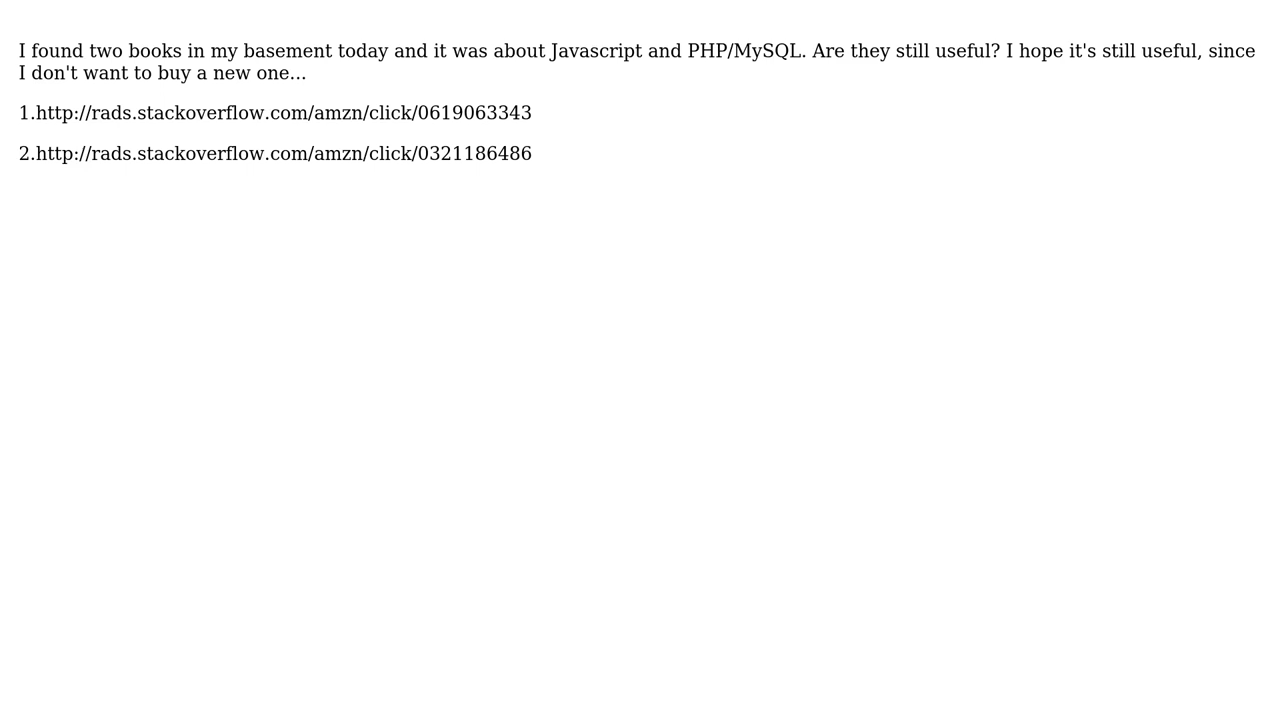 I found two books in my basement today and it was about Javascript and PHP/MySQL. Are they still useful? I hope it's still useful, since
I don't want to buy a new one...
1.http://rads.stackoverflow.com/amzn/click/0619063343
2.http://rads.stackoverflow.com/amzn/click/0321186486